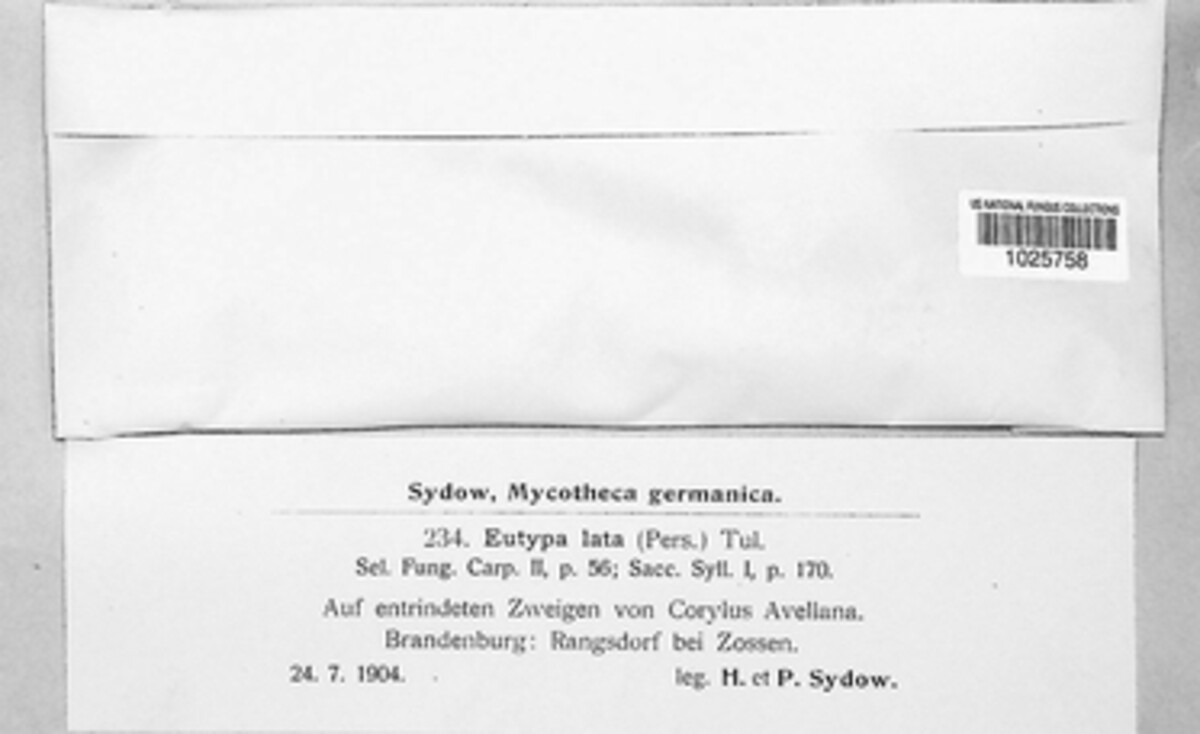 US NATIONAL FUNGUS COLLECTIONS
1025758
Sydow, Mycotheca germanica.
234. Eutypa lata (Pers.) Tul.
Sel. Fung. Carp. II, p. 56; Sacc. Syll. I, p. 170.
Auf entrindeten Zweigen von Corylus Avellana.
Brandenburg: Rangsdorf bei Zossen.
24. 7. 1904. leg. H. et P. Sydow.